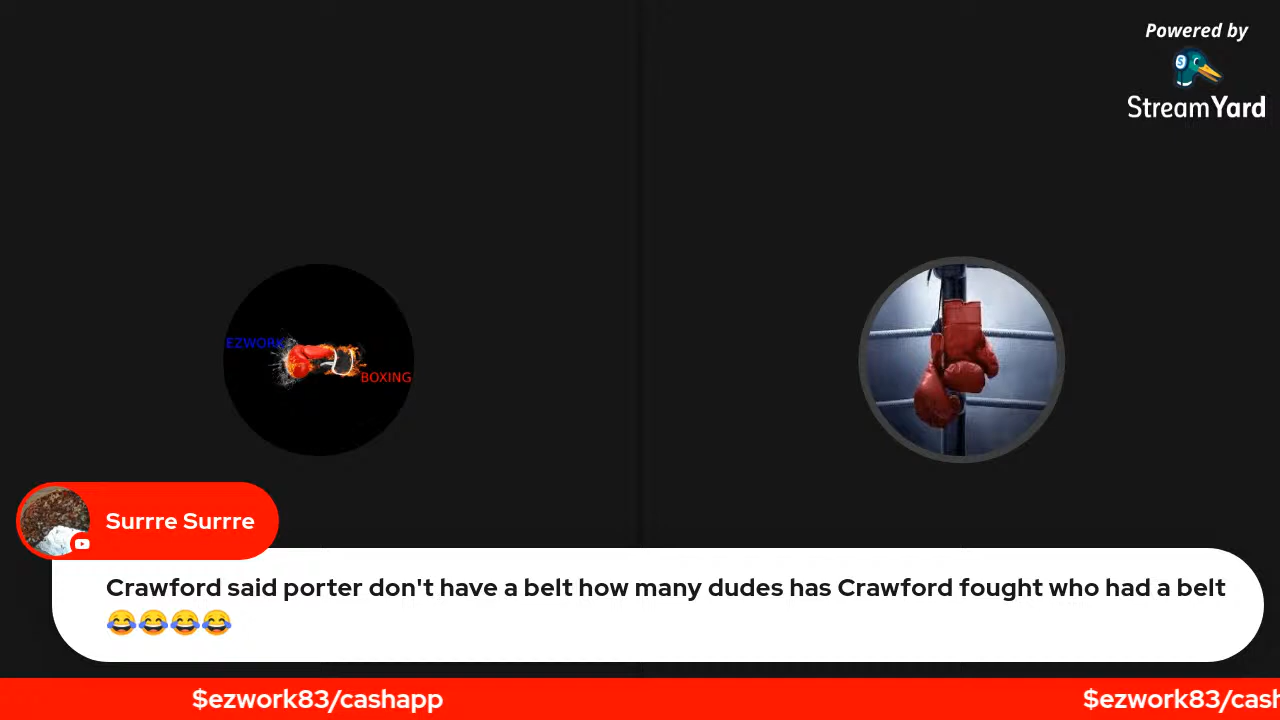 Powered by
S
StreamYard
EZWORK
BOXING
Surrre Surrre
Crawford said porter don't have a belt how many dudes has Crawford fought who had a belt
😂😂😂😂
$ezwork83/cashapp
$ezwork83/cash